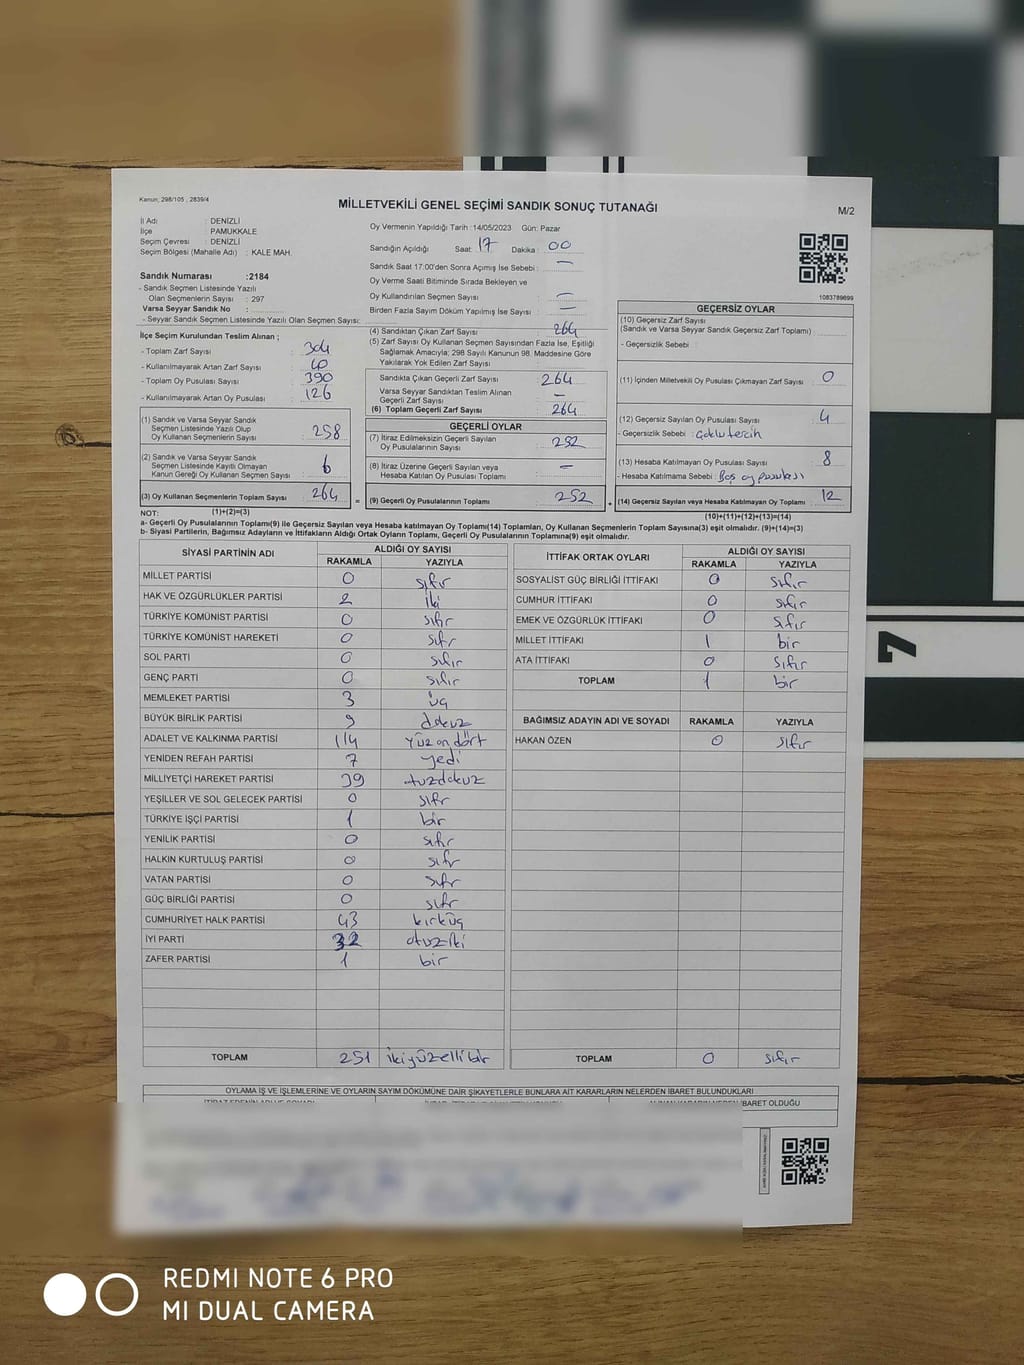 Kanun; 298/105 , 2839/4
MİLLETVEKİLİ GENEL SEÇİMİ SANDIK SONUÇ TUTANAĞI
M/2
İl Adı : DENİZLİ
İlçe : PAMUKKALE
Seçim Çevresi : DENİZLİ
Seçim Bölgesi (Mahalle Adı) : KALE MAH.
Sandık Numarası :2184
- Sandık Seçmen Listesinde Yazılı
Olan Seçmenlerin Sayısı : 297
Varsa Seyyar Sandık No :
- Seyyar Sandık Seçmen Listesinde Yazılı Olan Seçmen Sayısı:
Oy Vermenin Yapıldığı Tarih :14/05/2023 Gün: Pazar
Sandığın Açıldığı Saat: 17 Dakika : 00
Sandık Saat 17:00'den Sonra Açımış İse Sebebi : —
Oy Verme Saati Bitiminde Sırada Bekleyen ve
Oy Kullandırılan Seçmen Sayısı : —
Birden Fazla Sayım Döküm Yapılmış İse Sayısı : —
1083789699
İlçe Seçim Kurulundan Teslim Alınan ;
- Toplam Zarf Sayısı : 304
- Kullanılmayarak Artan Zarf Sayısı : 40
- Toplam Oy Pusulası Sayısı : 390
- Kullanılmayarak Artan Oy Pusulası : 126
(1) Sandık ve Varsa Seyyar Sandık
Seçmen Listesinde Yazılı Olup
Oy Kullanan Seçmenlerin Sayısı : 258
(2) Sandık ve Varsa Seyyar Sandık
Seçmen Listesinde Kayıtlı Olmayan
Kanun Gereği Oy Kullanan Seçmen Sayısı : 6
(3) Oy Kullanan Seçmenlerin Toplam Sayısı : 264
(4) Sandıktan Çıkan Zarf Sayısı : 264
(5) Zarf Sayısı Oy Kullanan Seçmen Sayısından Fazla İse, Eşitliği
Sağlamak Amacıyla; 298 Sayılı Kanunun 98. Maddesine Göre
Yakılarak Yok Edilen Zarf Sayısı :
Sandıkta Çıkan Geçerli Zarf Sayısı : 264
Varsa Seyyar Sandıktan Teslim Alınan
Geçerli Zarf Sayısı : —
(6) Toplam Geçerli Zarf Sayısı : 264
GEÇERLİ OYLAR
(7) İtiraz Edilmeksizin Geçerli Sayılan
Oy Pusulalarının Sayısı : 252
(8) İtiraz Üzerine Geçerli Sayılan veya
Hesaba Katılan Oy Pusulaları Toplamı : —
= (9) Geçerli Oy Pusulalarının Toplamı : 252 +
GEÇERSİZ OYLAR
(10) Geçersiz Zarf Sayısı
(Sandık ve Varsa Seyyar Sandık Geçersiz Zarf Toplamı) :
- Geçersizlik Sebebi :
(11) İçinden Milletvekili Oy Pusulası Çıkmayan Zarf Sayısı : 0
(12) Geçersiz Sayılan Oy Pusulası Sayısı : 4
- Geçersizlik Sebebi : Çoklu tercih
(13) Hesaba Katılmayan Oy Pusulası Sayısı : 8
- Hesaba Katılmama Sebebi : Boş oy pusulası
(14) Geçersiz Sayılan veya Hesaba Katılmayan Oy Toplamı : 12
(10)+(11)+(12)+(13)=(14)
NOT: (1)+(2)=(3)
a- Geçerli Oy Pusulalarının Toplamı(9) ile Geçersiz Sayılan veya Hesaba katılmayan Oy Toplamı(14) Toplamları, Oy Kullanan Seçmenlerin Toplam Sayısına(3) eşit olmalıdır. (9)+(14)=(3)
b- Siyasi Partilerin, Bağımsız Adayların ve İttifakların Aldığı Ortak Oyların Toplamı, Geçerli Oy Pusulalarının Toplamına(9) eşit olmalıdır.
SİYASİ PARTİNİN ADI ALDIĞI OY SAYISI
RAKAMLA YAZIYLA
MİLLET PARTİSİ 0 sıfır
HAK VE ÖZGÜRLÜKLER PARTİSİ 2 iki
TÜRKİYE KOMÜNİST PARTİSİ 0 sıfır
TÜRKİYE KOMÜNİST HAREKETİ 0 sıfır
SOL PARTİ 0 sıfır
GENÇ PARTİ 0 sıfır
MEMLEKET PARTİSİ 3 üç
BÜYÜK BİRLİK PARTİSİ 9 dokuz
ADALET VE KALKINMA PARTİSİ 114 yüz on dört
YENİDEN REFAH PARTİSİ 7 yedi
MİLLİYETÇİ HAREKET PARTİSİ 39 otuzdokuz
YEŞİLLER VE SOL GELECEK PARTİSİ 0 sıfır
TÜRKİYE İŞÇİ PARTİSİ 1 bir
YENİLİK PARTİSİ 0 sıfır
HALKIN KURTULUŞ PARTİSİ 0 sıfır
VATAN PARTİSİ 0 sıfır
GÜÇ BİRLİĞİ PARTİSİ 0 sıfır
CUMHURİYET HALK PARTİSİ 43 kırküç
İYİ PARTİ 32 otuziki
ZAFER PARTİSİ 1 bir
TOPLAM 251 ikiyüzellibir
İTTİFAK ORTAK OYLARI ALDIĞI OY SAYISI
RAKAMLA YAZIYLA
SOSYALİST GÜÇ BİRLİĞİ İTTİFAKI 0 sıfır
CUMHUR İTTİFAKI 0 sıfır
EMEK VE ÖZGÜRLÜK İTTİFAKI 0 sıfır
MİLLET İTTİFAKI 1 bir
ATA İTTİFAKI 0 sıfır
TOPLAM 1 bir
BAĞIMSIZ ADAYIN ADI VE SOYADI RAKAMLA YAZIYLA
HAKAN ÖZEN 0 sıfır
TOPLAM 0 sıfır
OYLAMA İŞ VE İŞLEMLERİNE VE OYLARIN SAYIM DÖKÜMÜNE DAİR ŞİKAYETLERLE BUNLARA AİT KARARLARIN NELERDEN İBARET BULUNDUKLARI
İBARET OLDUĞU
7
REDMI NOTE 6 PRO
MI DUAL CAMERA